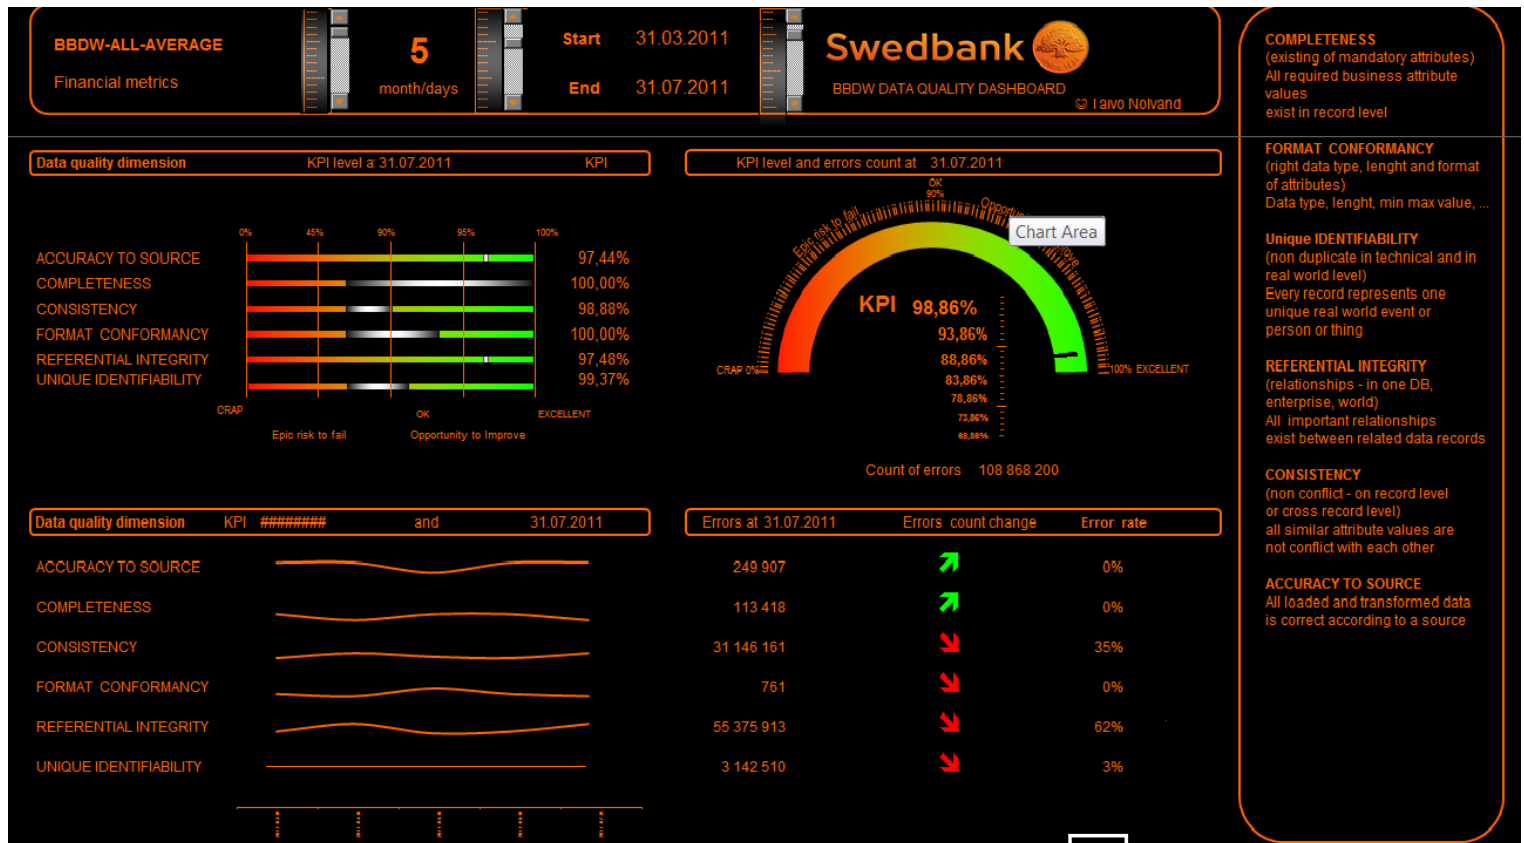 BBDW-ALL-AVERAGE
Financial metrics
5
month/days
Start 31.03.2011
End 31.07.2011
Swedbank
BBDW DATA QUALITY DASHBOARD
☺ Taivo Nolvand
Data quality dimension KPI level a 31.07.2011 KPI
0% 45% 90% 95% 100%
ACCURACY TO SOURCE 97,44%
COMPLETENESS 100,00%
CONSISTENCY 98,88%
FORMAT CONFORMANCY 100,00%
REFERENTIAL INTEGRITY 97,48%
UNIQUE IDENTIFIABILITY 99,37%
CRAP OK EXCELLENT
Epic risk to fail Opportunity to Improve
KPI level and errors count at 31.07.2011
OK
90%
Epic risk to fail
Chart Area
KPI 98,86%
93,86%
88,86%
83,86%
78,86%
73,86%
68,86%
CRAP 0%
100% EXCELLENT
Count of errors 108 868 200
Data quality dimension KPI ######## and 31.07.2011
ACCURACY TO SOURCE
COMPLETENESS
CONSISTENCY
FORMAT CONFORMANCY
REFERENTIAL INTEGRITY
UNIQUE IDENTIFIABILITY
Errors at 31.07.2011 Errors count change Error rate
249 907 0%
113 418 0%
31 146 161 35%
761 0%
55 375 913 62%
3 142 510 3%
COMPLETENESS
(existing of mandatory attributes)
All required business attribute
values
exist in record level
FORMAT CONFORMANCY
(right data type, lenght and format
of attributes)
Data type, lenght, min max value, ...
Unique IDENTIFIABILITY
(non duplicate in technical and in
real world level)
Every record represents one
unique real world event or
person or thing
REFERENTIAL INTEGRITY
(relationships - in one DB,
enterprise, world)
All important relationships
exist between related data records
CONSISTENCY
(non conflict - on record level
or cross record level)
all similar attribute values are
not conflict with each other
ACCURACY TO SOURCE
All loaded and transformed data
is correct according to a source